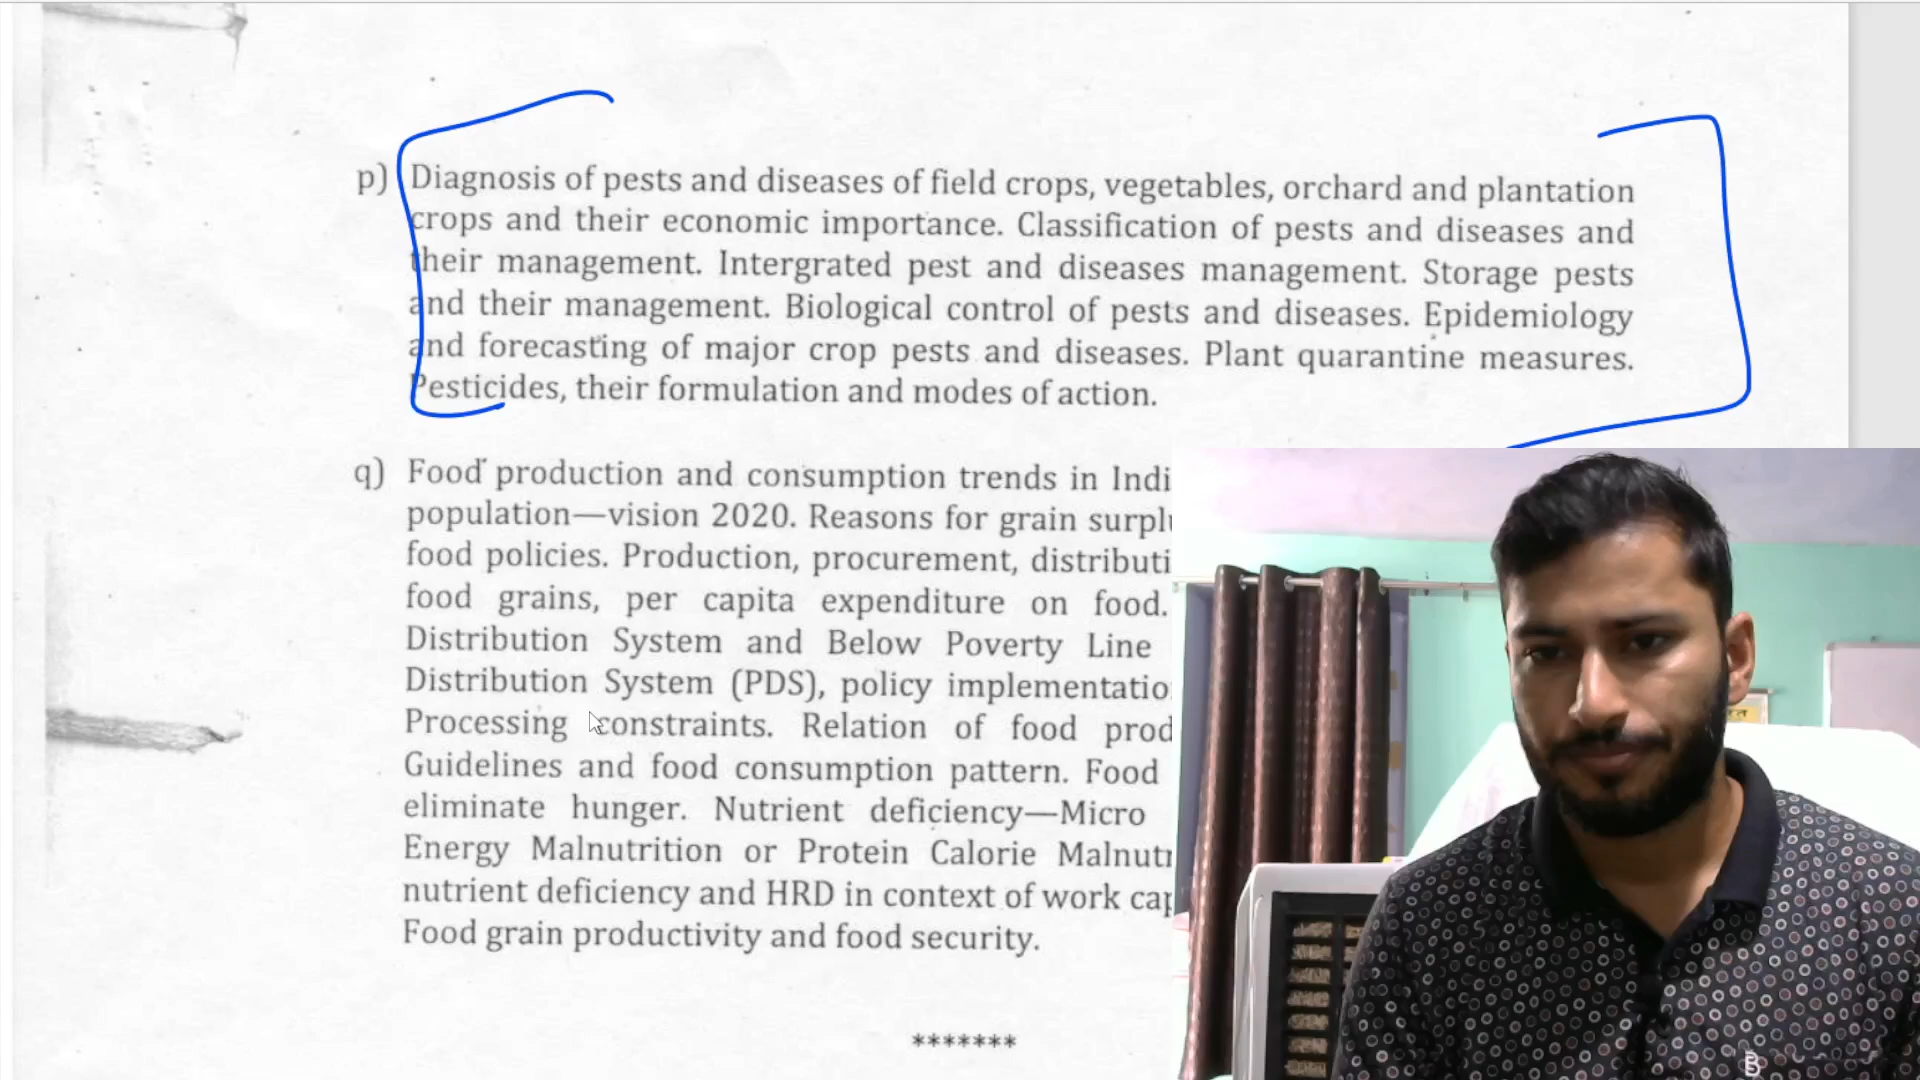 p) Diagnosis of pests and diseases of field crops, vegetables, orchard and plantation
crops and their economic importance. Classification of pests and diseases and
their management. Intergrated pest and diseases management. Storage pests
and their management. Biological control of pests and diseases. Epidemiology
and forecasting of major crop pests and diseases. Plant quarantine measures.
Pesticides, their formulation and modes of action.
q) Food production and consumption trends in Indi
population—vision 2020. Reasons for grain surpl
food policies. Production, procurement, distributi
food grains, per capita expenditure on food.
Distribution System and Below Poverty Line
Distribution System (PDS), policy implementatio
Processing constraints. Relation of food prod
Guidelines and food consumption pattern. Food
eliminate hunger. Nutrient deficiency—Micro
Energy Malnutrition or Protein Calorie Malnutr
nutrient deficiency and HRD in context of work cap
Food grain productivity and food security.
*******